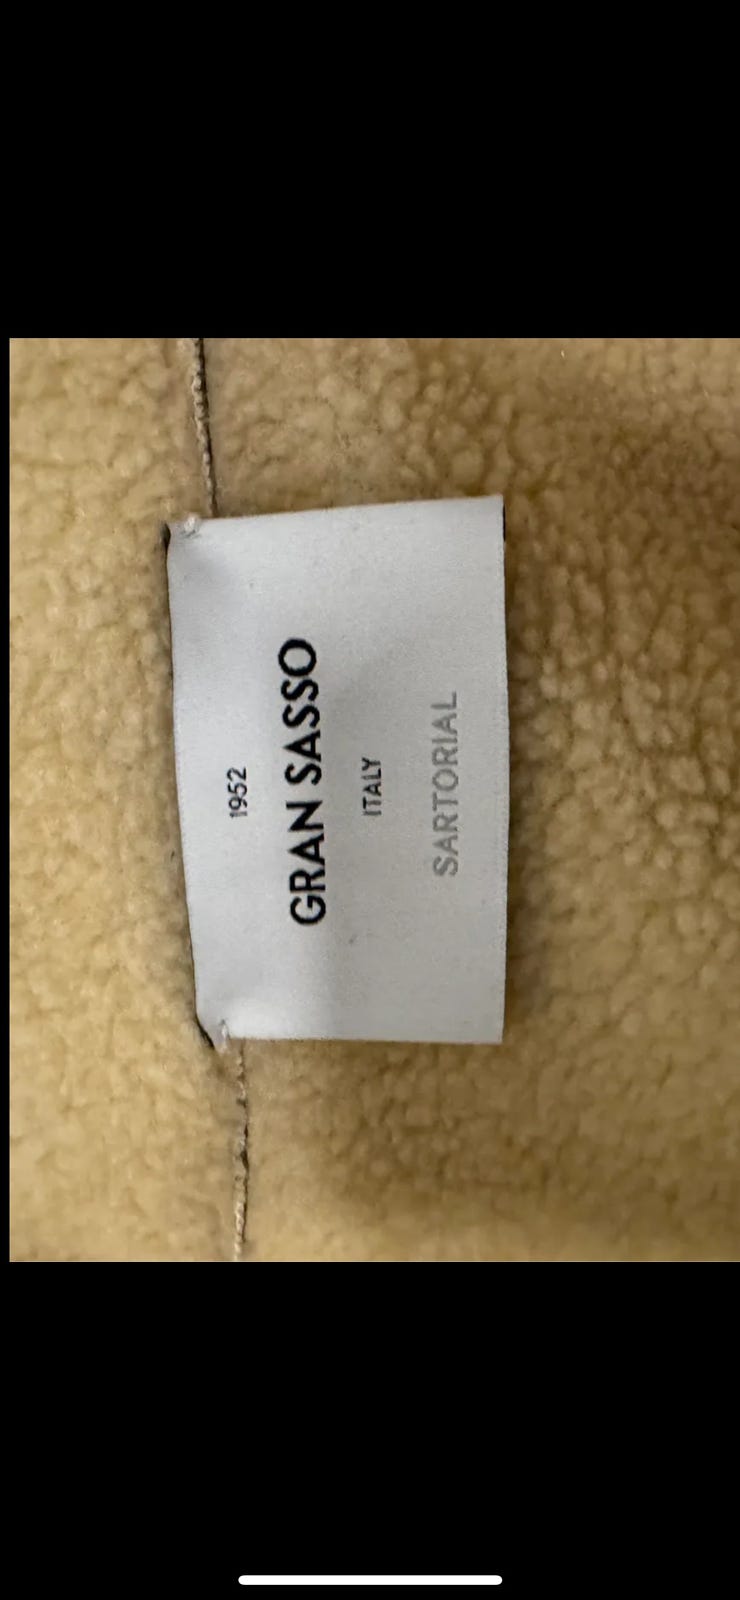 1952
GRAN SASSO
ITALY
SARTORIAL